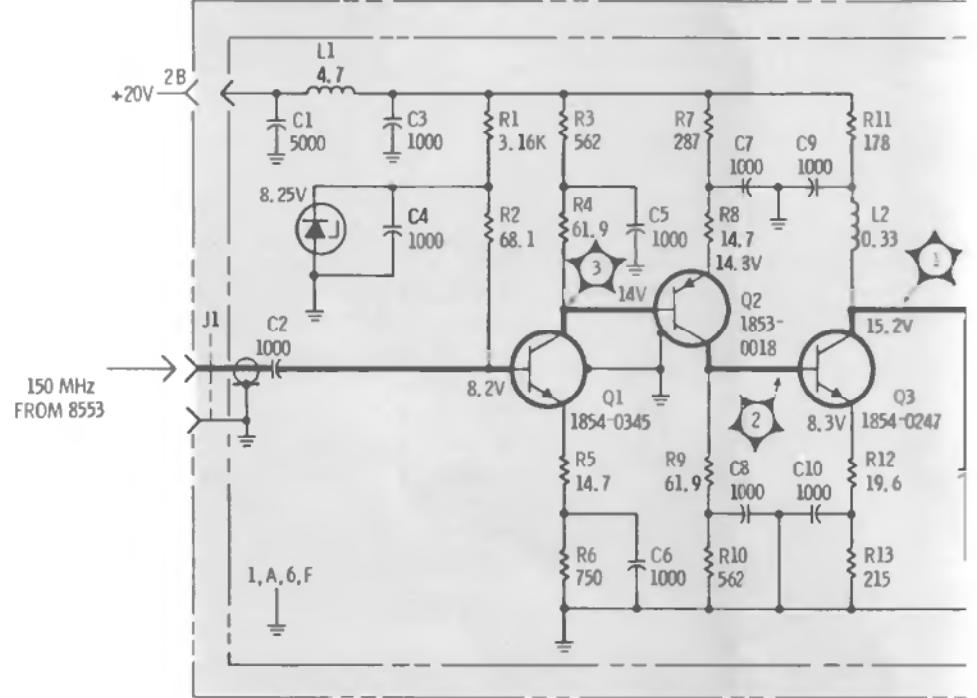 L1
4.7
2B
+20V
C1
5000
C3
1000
R1
3.16K
R3
562
R7
287
C7
1000
C9
1000
R11
178
8.25V
C4
1000
R2
68.1
R4
61.9
C5
1000
R8
14.7
14.3V
L2
0.33
3
1
14V
Q2
1853-
0018
15.2V
J1
C2
1000
150 MHz
FROM 8553
8.2V
Q1
1854-0345
2
8.3V
Q3
1854-0247
R5
14.7
R9
61.9
C8
1000
C10
1000
R12
19.6
1,A,6,F
R6
750
C6
1000
R10
562
R13
215